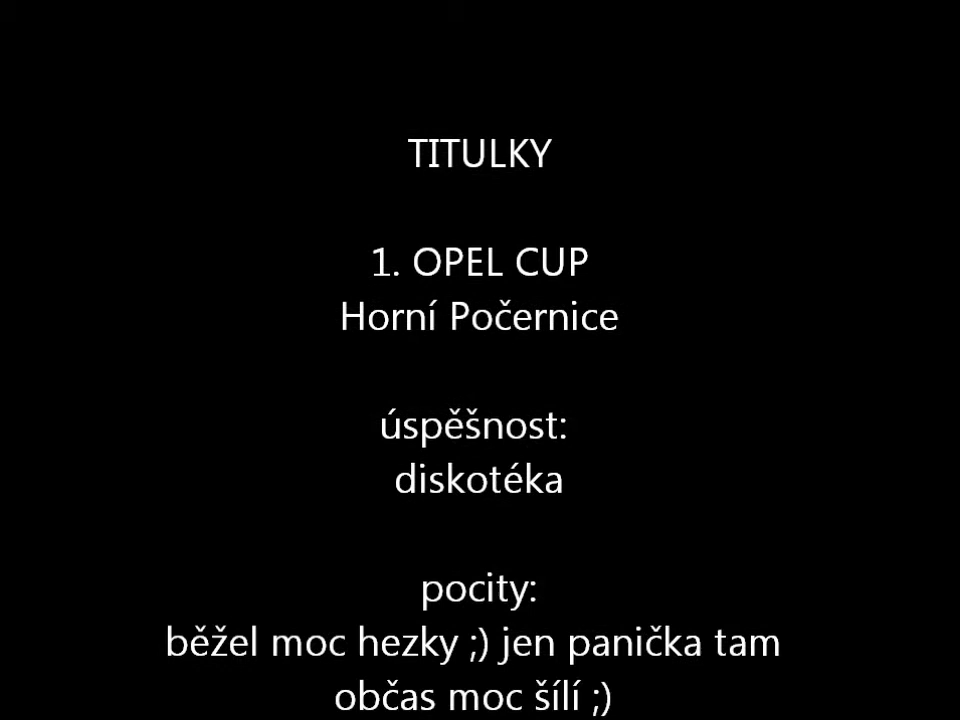 TITULKY
1. OPEL CUP
Horní Počernice
úspěšnost:
diskotéka
pocity:
běžel moc hezky ;) jen panička tam
občas moc šílí ;)